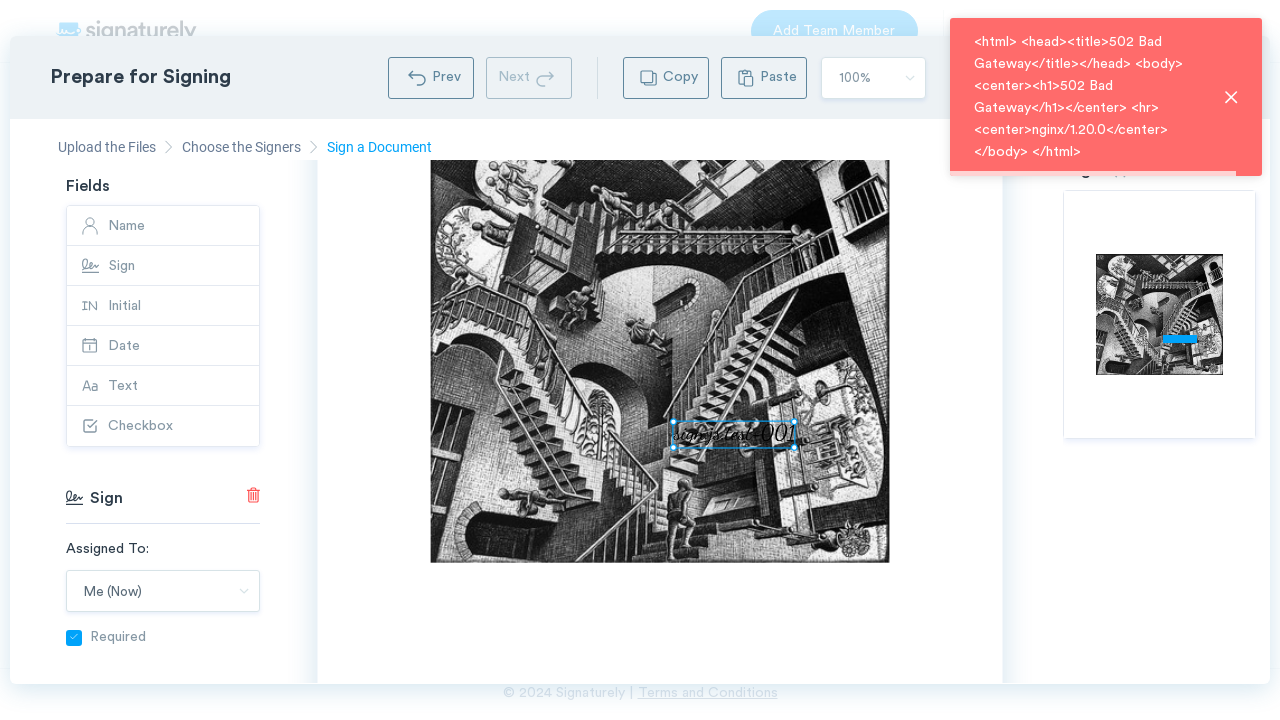 signaturely
Add Team Member
Prepare for Signing
Prev
Next
Copy
Paste
100%
<html> <head><title>502 Bad
Gateway</title></head> <body>
<center><h1>502 Bad
Gateway</h1></center> <hr>
<center>nginx/1.20.0</center>
</body> </html>
Upload the Files
Choose the Signers
Sign a Document
Fields
Name
Sign
Initial
Date
Text
Checkbox
Sign
Assigned To:
Me (Now)
Required
© 2024 Signaturely | Terms and Conditions